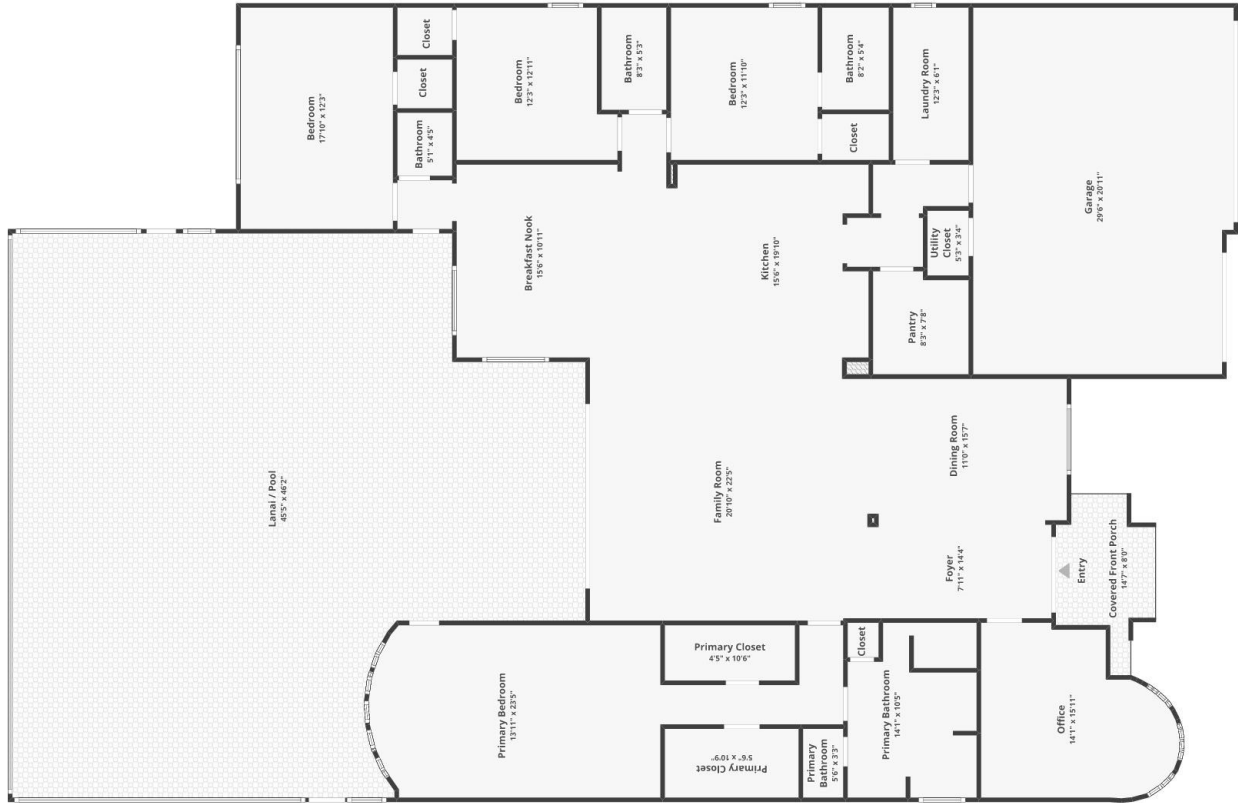 Bedroom
17'10" x 12'3"
Closet
Closet
Bathroom
5'1" x 4'5"
Bedroom
12'3" x 12'11"
Bathroom
8'3" x 5'3"
Bedroom
12'3" x 11'10"
Bathroom
8'2" x 5'4"
Closet
Laundry Room
12'3" x 6'1"
Garage
29'6" x 20'11"
Breakfast Nook
15'6" x 10'11"
Kitchen
15'6" x 19'10"
Utility
Closet
5'3" x 3'4"
Pantry
8'3" x 7'8"
Lanai / Pool
45'5" x 46'2"
Family Room
20'10" x 22'5"
Dining Room
11'0" x 15'7"
Foyer
7'11" x 14'4"
Entry
Covered Front Porch
14'7" x 8'0"
Primary Bedroom
13'11" x 23'5"
Primary Closet
4'5" x 10'6"
Primary Closet
5'6" x 10'9"
Primary
Bathroom
5'6" x 3'3"
Closet
Primary Bathroom
14'1" x 10'5"
Office
14'1" x 15'11"